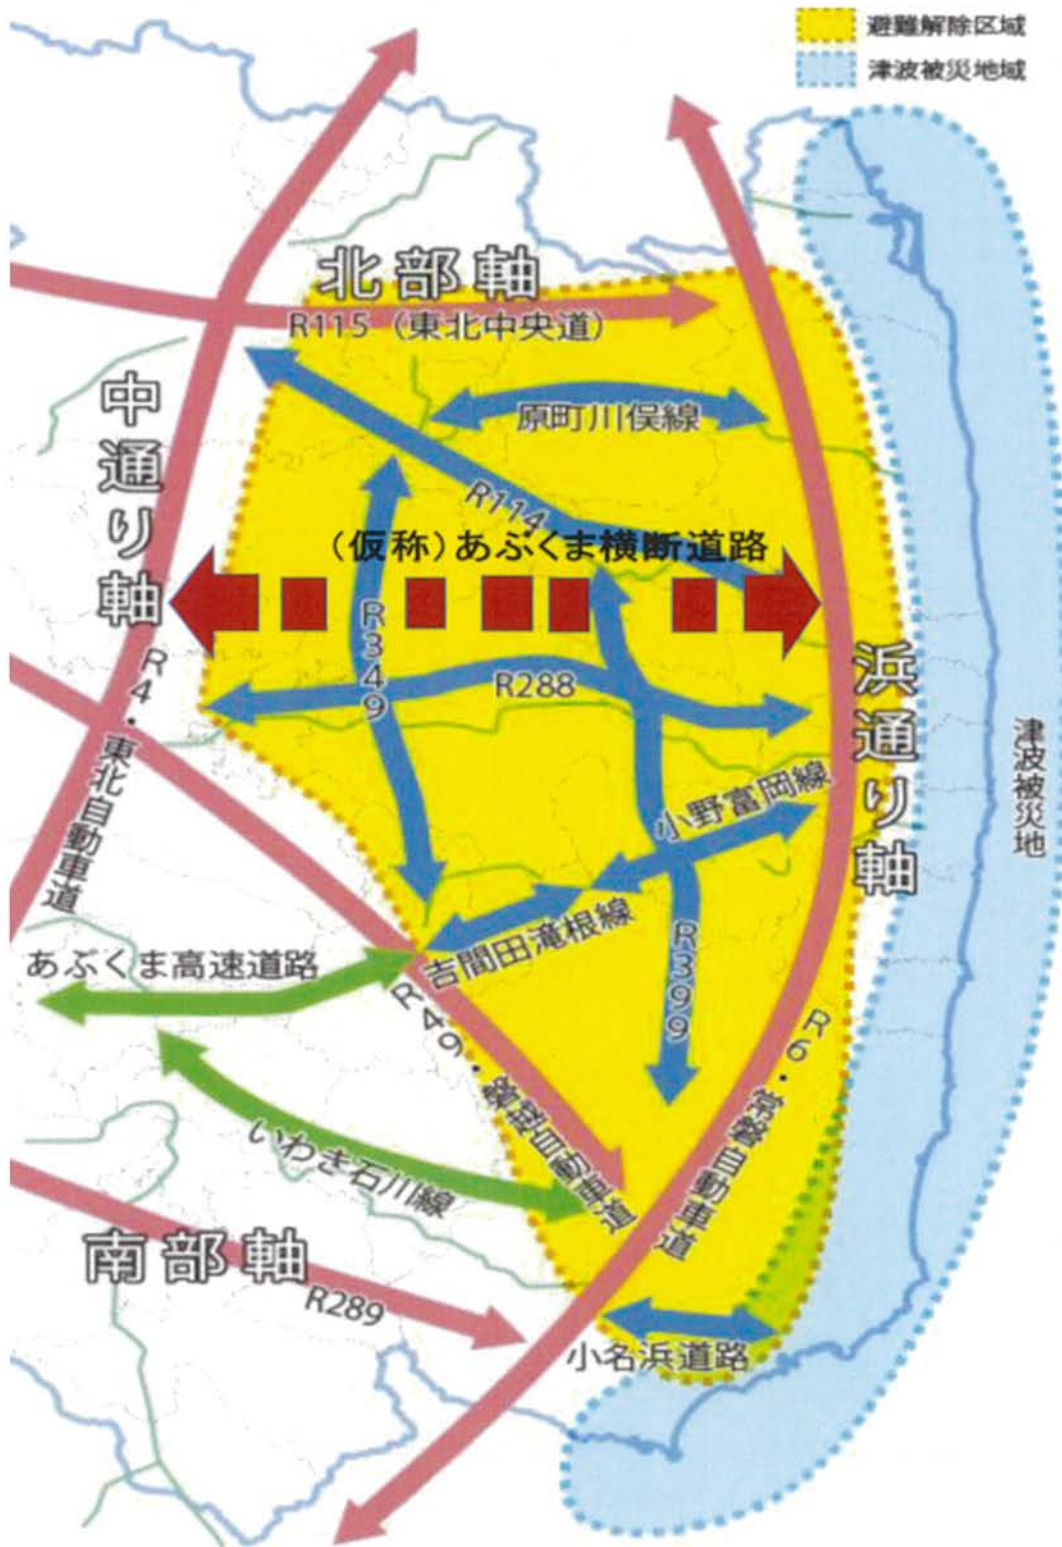 避難解除区域
津波被災地域
北部軸
R115（東北中央道）
中通り軸
原町川俣線
R114
（仮称）あぶくま横断道路
R349
R288
R4・東北自動車道
浜通り軸
津波被災地
小野富岡線
吉間田滝根線
R399
あぶくま高速道路
R49・磐越自動車道
R6・常磐自動車道
いわき石川線
南部軸
R289
小名浜道路